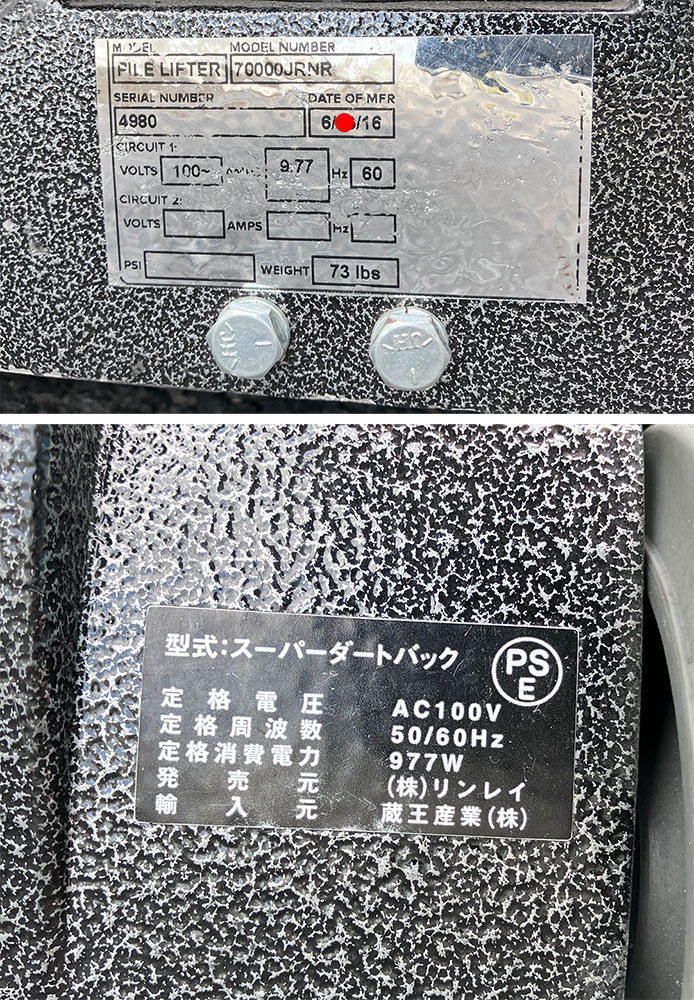 MODEL MODEL NUMBER
PILE LIFTER 70000JRNR
SERIAL NUMBER DATE OF MFR
4980 6/ /16
CIRCUIT 1:
VOLTS 100~ AMPS 9.77 Hz 60
CIRCUIT 2:
VOLTS AMPS Hz
PSI WEIGHT 73 lbs
型式:スーパーダートバック
PS
E
定格電圧 AC100V
定格周波数 50/60Hz
定格消費電力 977W
発売元 (株)リンレイ
輸入元 蔵王産業(株)